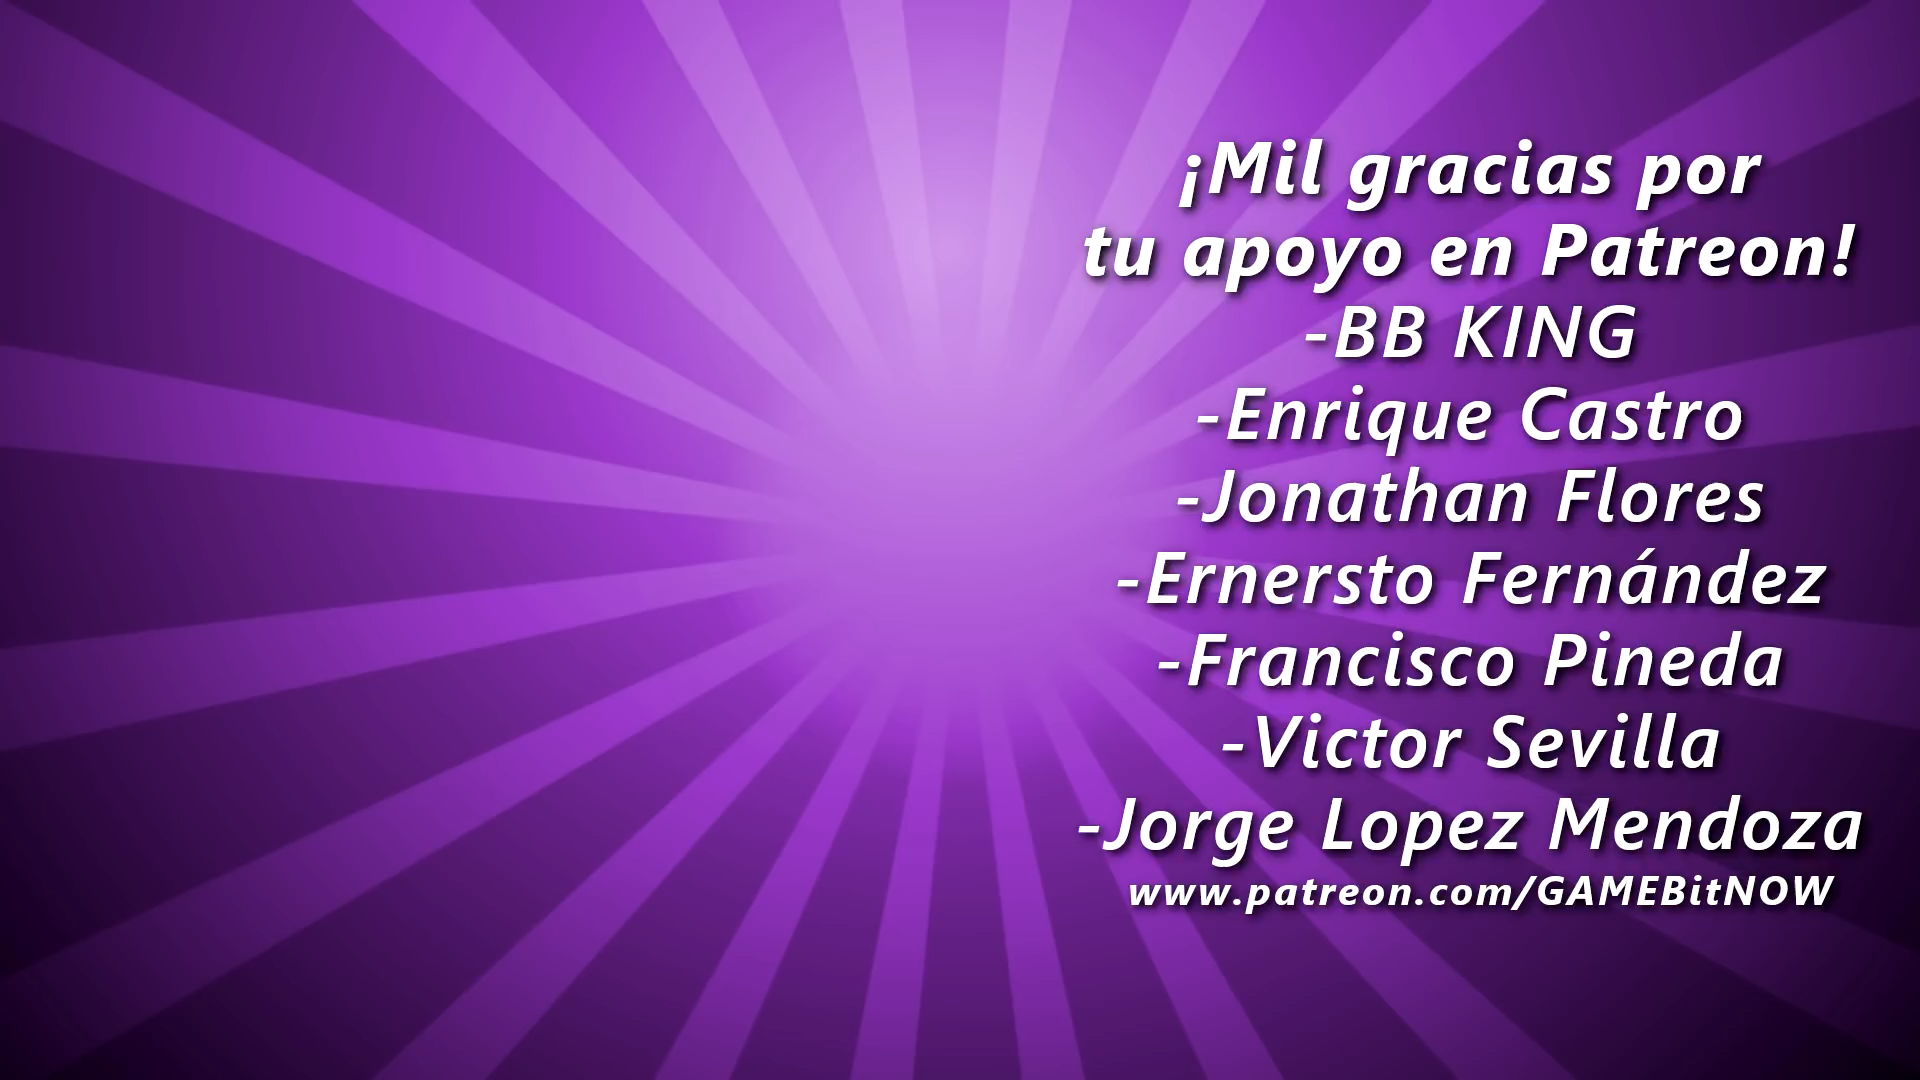 ¡Mil gracias por
tu apoyo en Patreon!
-BB KING
-Enrique Castro
-Jonathan Flores
-Ernersto Fernández
-Francisco Pineda
-Victor Sevilla
-Jorge Lopez Mendoza
www.patreon.com/GAMEBitNOW